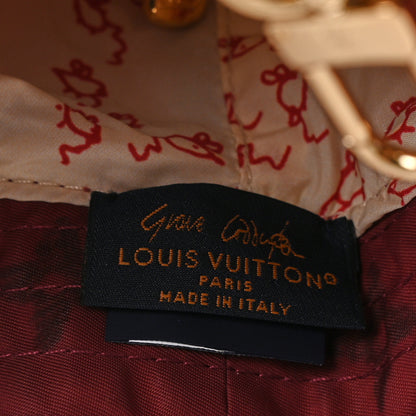 Grace Coddington
LOUIS VUITTON®
PARIS
MADE IN ITALY